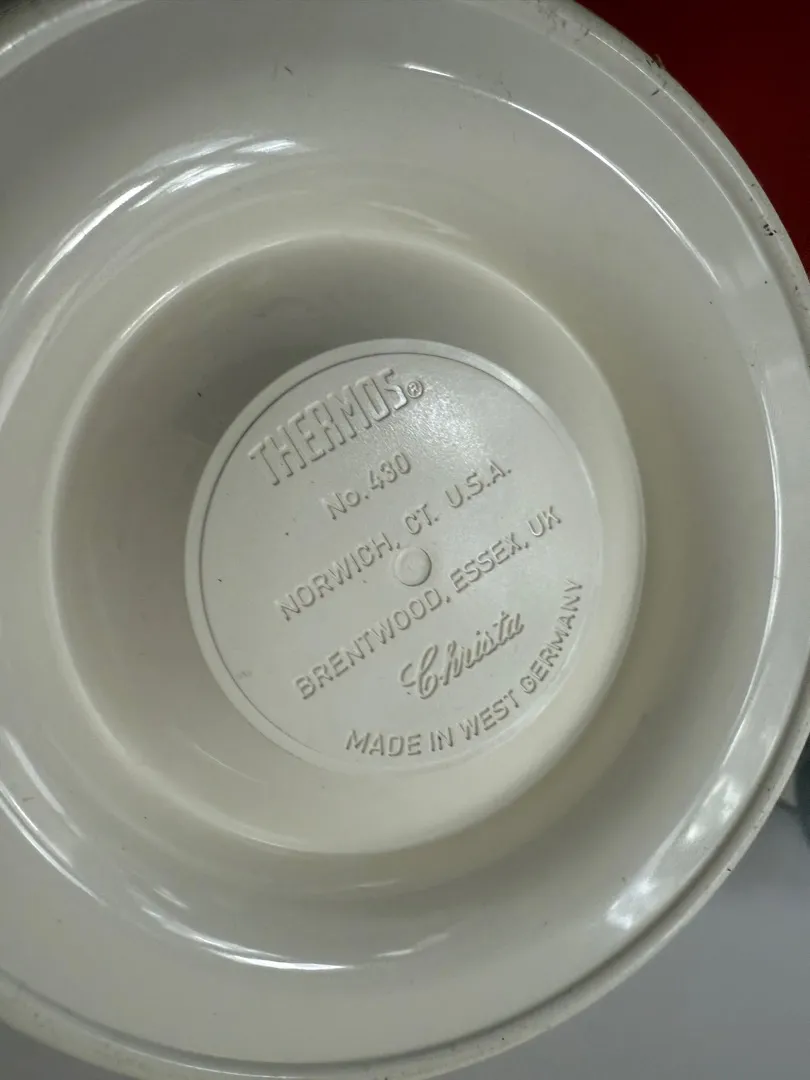 THERMOS®
No. 430
NORWICH, CT. U.S.A.
BRENTWOOD, ESSEX, UK
Christa
MADE IN WEST GERMANY